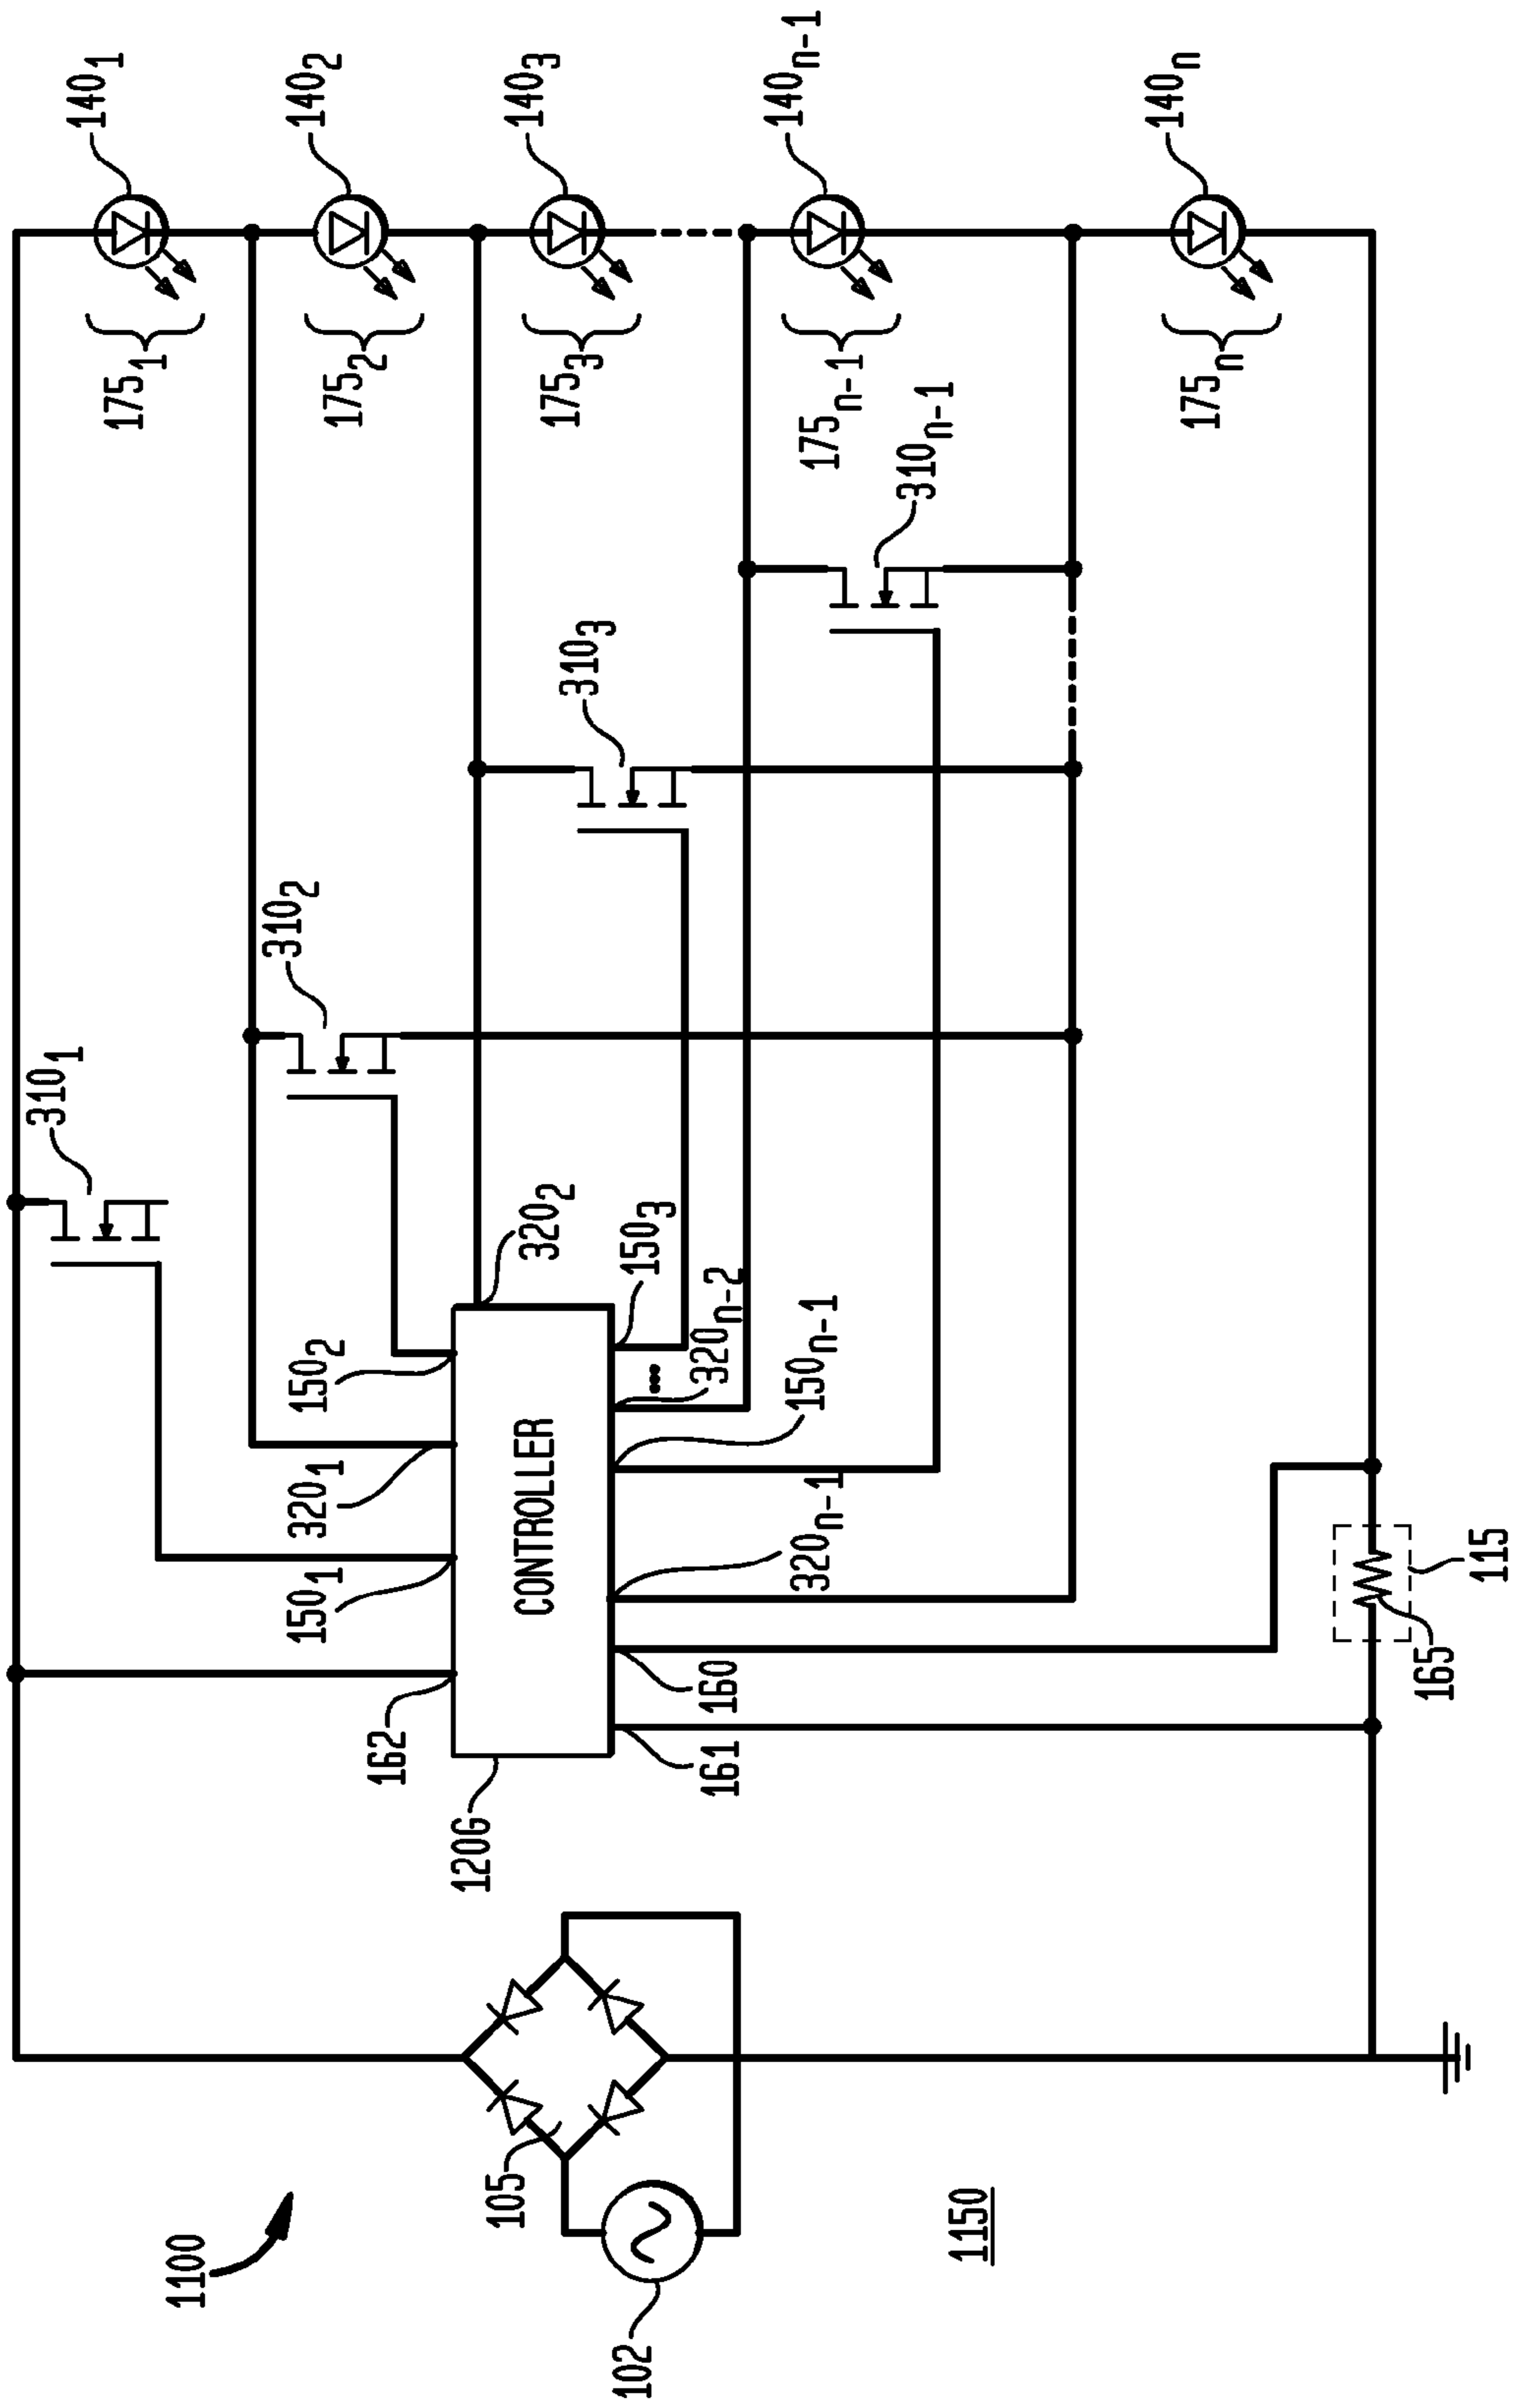 1100
102
105
1150
120G
CONTROLLER
162
150₁
320₁
150₂
320₂
150₃
320ₙ₋₂
150ₙ₋₁
320ₙ₋₁
160
161
310₁
310₂
310₃
310ₙ₋₁
140₁
140₂
140₃
140ₙ₋₁
140ₙ
175₁
175₂
175₃
175ₙ₋₁
175ₙ
165
115